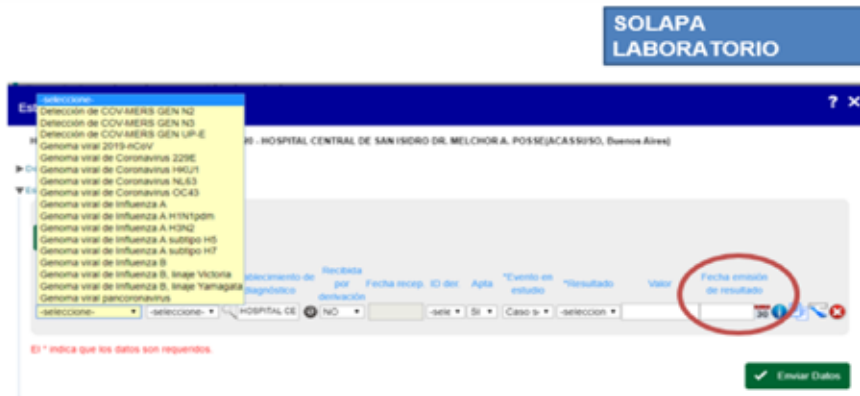 SOLAPA
LABORATORIO
? ×
-seleccione-
Detección de COV-MERS GEN N2
Detección de COV-MERS GEN N3
Detección de COV-MERS GEN UP-E
Genoma viral 2019-nCoV
Genoma viral de Coronavirus 229E
Genoma viral de Coronavirus HKU1
Genoma viral de Coronavirus NL63
Genoma viral de Coronavirus OC43
Genoma viral de Influenza A
Genoma viral de Influenza A H1N1pdm
Genoma viral de Influenza A H3N2
Genoma viral de Influenza A subtipo H5
Genoma viral de Influenza A subtipo H7
Genoma viral de Influenza B
Genoma viral de Influenza B, linaje Victoria
Genoma viral de Influenza B, linaje Yamagata
Genoma viral pancoronavirus
- HOSPITAL CENTRAL DE SAN ISIDRO DR. MELCHOR A. POSSE(ACASSUSO, Buenos Aires)
ablecimiento de diagnóstico Recibida por derivación Fecha recep. ID der. Apta *Evento en estudio *Resultado Valor Fecha emisión de resultado
-seleccione- -seleccione- HOSPITAL CE NO -sele SI Caso s -seleccion 30
El * indica que los datos son requeridos.
Enviar Datos